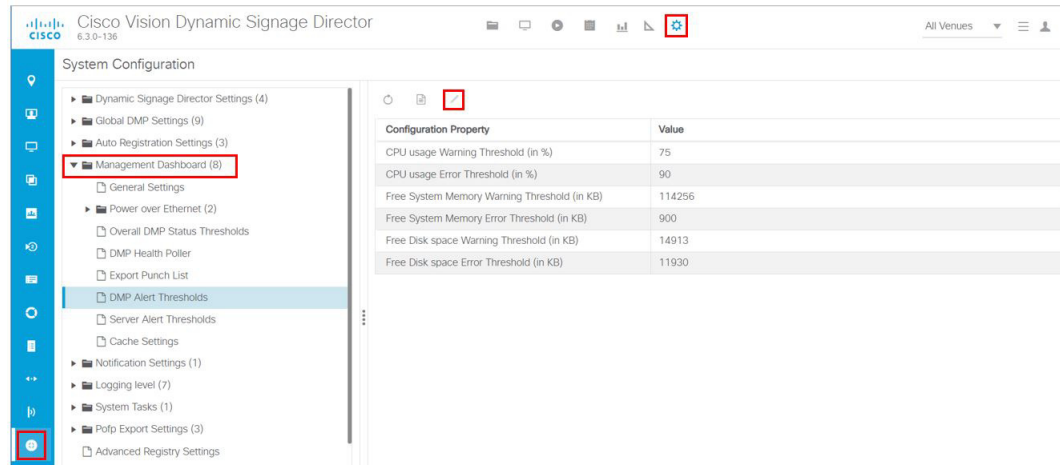 CISCO
Cisco Vision Dynamic Signage Director
6.3.0-136
All Venues
System Configuration
Dynamic Signage Director Settings (4)
Global DMP Settings (9)
Auto Registration Settings (3)
Management Dashboard (8)
General Settings
Power over Ethernet (2)
Overall DMP Status Thresholds
DMP Health Poller
Export Punch List
DMP Alert Thresholds
Server Alert Thresholds
Cache Settings
Notification Settings (1)
Logging level (7)
System Tasks (1)
Pofp Export Settings (3)
Advanced Registry Settings
Configuration Property Value
CPU usage Warning Threshold (in %) 75
CPU usage Error Threshold (in %) 90
Free System Memory Warning Threshold (in KB) 114256
Free System Memory Error Threshold (in KB) 900
Free Disk space Warning Threshold (in KB) 14913
Free Disk space Error Threshold (in KB) 11930